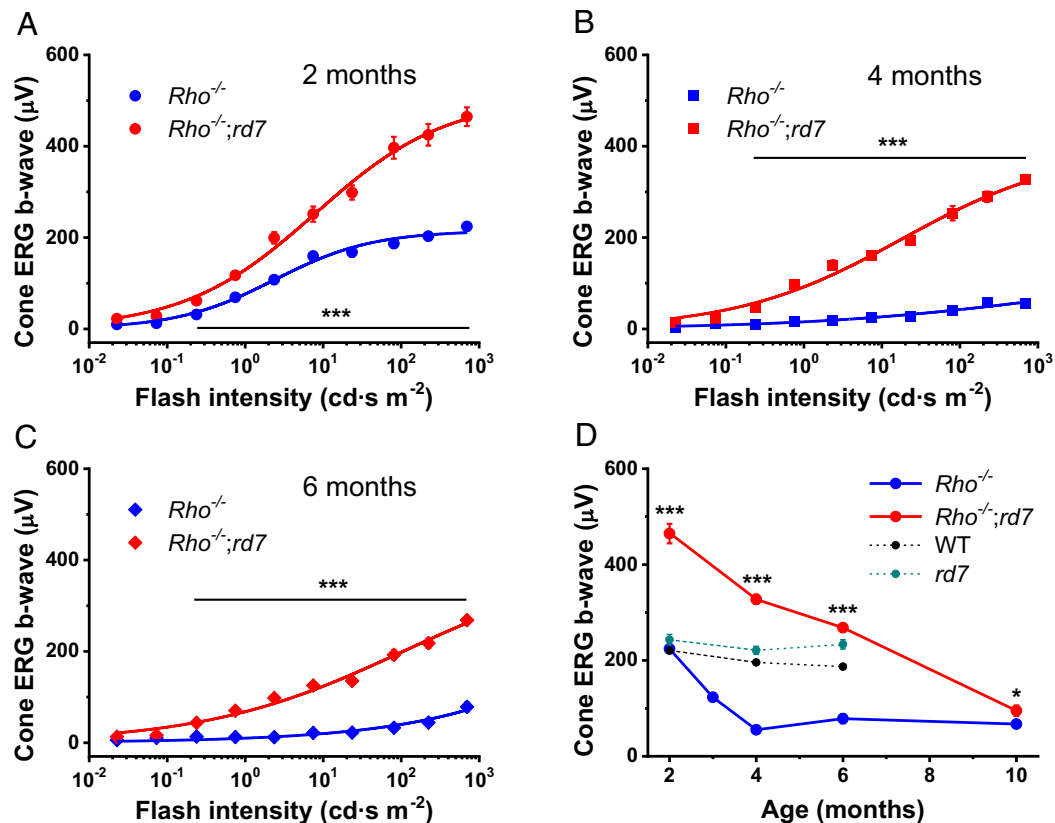 A
Cone ERG b-wave (µV)
600
400
200
0
2 months
Rho-/-
Rho-/-;rd7
***
10-2
10-1
100
101
102
103
Flash intensity (cd·s m-2)
B
Cone ERG b-wave (µV)
600
400
200
0
4 months
Rho-/-
Rho-/-;rd7
***
10-2
10-1
100
101
102
103
Flash intensity (cd·s m-2)
C
Cone ERG b-wave (µV)
600
400
200
0
6 months
Rho-/-
Rho-/-;rd7
***
10-2
10-1
100
101
102
103
Flash intensity (cd·s m-2)
D
Cone ERG b-wave (µV)
600
400
200
0
Rho-/-
Rho-/-;rd7
WT
rd7
***
***
***
*
2
4
6
8
10
Age (months)